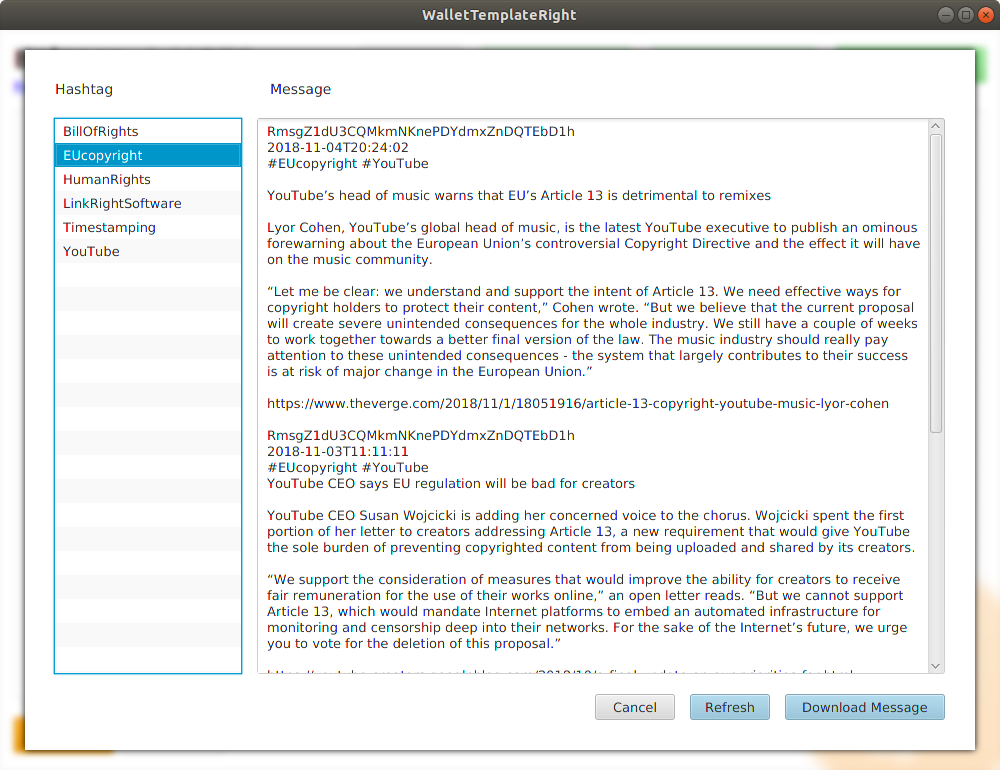 WalletTemplateRight
Hashtag
Message
BillOfRights
EUcopyright
HumanRights
LinkRightSoftware
Timestamping
YouTube
RmsgZ1dU3CQMkmNKnePDYdmxZnDQTEbD1h
2018-11-04T20:24:02
#EUcopyright #YouTube
YouTube’s head of music warns that EU’s Article 13 is detrimental to remixes
Lyor Cohen, YouTube’s global head of music, is the latest YouTube executive to publish an ominous
forewarning about the European Union’s controversial Copyright Directive and the effect it will have
on the music community.
“Let me be clear: we understand and support the intent of Article 13. We need effective ways for
copyright holders to protect their content,” Cohen wrote. “But we believe that the current proposal
will create severe unintended consequences for the whole industry. We still have a couple of weeks
to work together towards a better final version of the law. The music industry should really pay
attention to these unintended consequences - the system that largely contributes to their success
is at risk of major change in the European Union.”
https://www.theverge.com/2018/11/1/18051916/article-13-copyright-youtube-music-lyor-cohen
RmsgZ1dU3CQMkmNKnePDYdmxZnDQTEbD1h
2018-11-03T11:11:11
#EUcopyright #YouTube
YouTube CEO says EU regulation will be bad for creators
YouTube CEO Susan Wojcicki is adding her concerned voice to the chorus. Wojcicki spent the first
portion of her letter to creators addressing Article 13, a new requirement that would give YouTube
the sole burden of preventing copyrighted content from being uploaded and shared by its creators.
“We support the consideration of measures that would improve the ability for creators to receive
fair remuneration for the use of their works online,” an open letter reads. “But we cannot support
Article 13, which would mandate Internet platforms to embed an automated infrastructure for
monitoring and censorship deep into their networks. For the sake of the Internet’s future, we urge
you to vote for the deletion of this proposal.”
Cancel
Refresh
Download Message